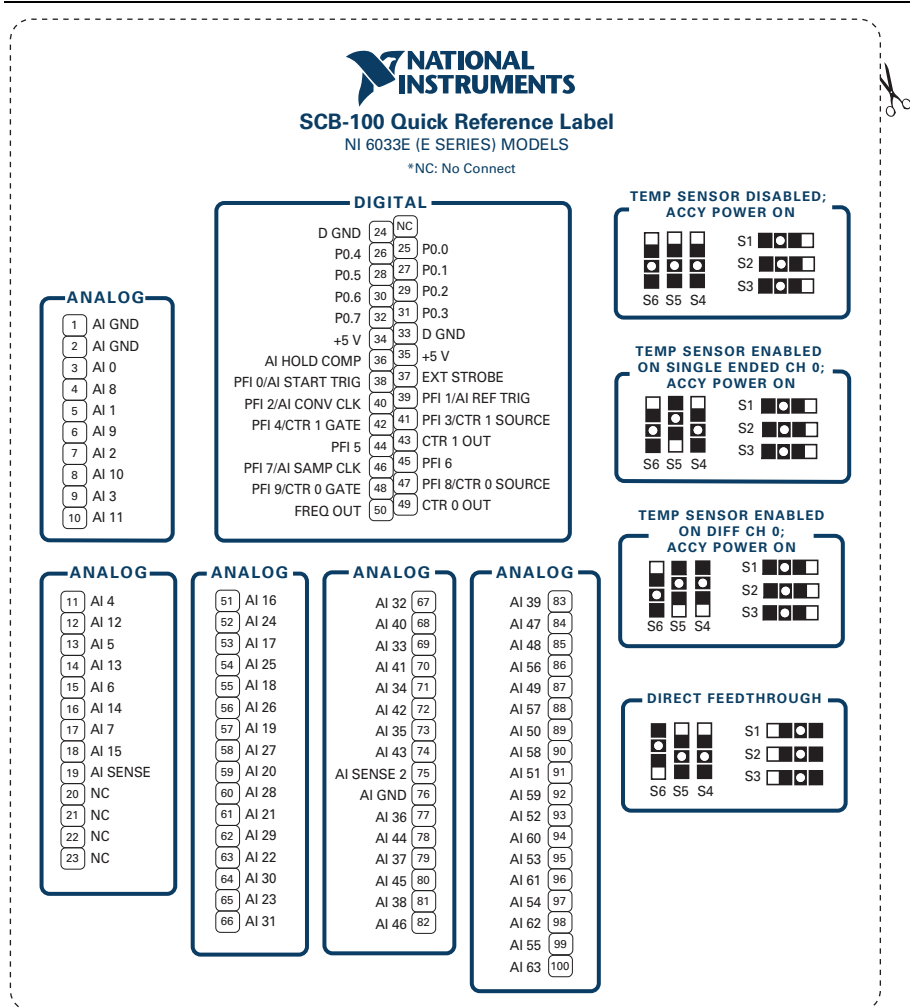 NATIONAL
INSTRUMENTS
SCB-100 Quick Reference Label
NI 6033E (E SERIES) MODELS
*NC: No Connect
ANALOG
1 AI GND
2 AI GND
3 AI 0
4 AI 8
5 AI 1
6 AI 9
7 AI 2
8 AI 10
9 AI 3
10 AI 11
DIGITAL
NC
D GND 24
25 P0.0
P0.4 26
27 P0.1
P0.5 28
29 P0.2
P0.6 30
31 P0.3
P0.7 32
33 D GND
+5 V 34
35 +5 V
AI HOLD COMP 36
37 EXT STROBE
PFI 0/AI START TRIG 38
39 PFI 1/AI REF TRIG
PFI 2/AI CONV CLK 40
41 PFI 3/CTR 1 SOURCE
PFI 4/CTR 1 GATE 42
43 CTR 1 OUT
PFI 5 44
45 PFI 6
PFI 7/AI SAMP CLK 46
47 PFI 8/CTR 0 SOURCE
PFI 9/CTR 0 GATE 48
49 CTR 0 OUT
FREQ OUT 50
TEMP SENSOR DISABLED;
ACCY POWER ON
S1
S2
S3
S6 S5 S4
TEMP SENSOR ENABLED
ON SINGLE ENDED CH 0;
ACCY POWER ON
S1
S2
S3
S6 S5 S4
TEMP SENSOR ENABLED
ON DIFF CH 0;
ACCY POWER ON
S1
S2
S3
S6 S5 S4
DIRECT FEEDTHROUGH
S1
S2
S3
S6 S5 S4
ANALOG
11 AI 4
12 AI 12
13 AI 5
14 AI 13
15 AI 6
16 AI 14
17 AI 7
18 AI 15
19 AI SENSE
20 NC
21 NC
22 NC
23 NC
ANALOG
51 AI 16
52 AI 24
53 AI 17
54 AI 25
55 AI 18
56 AI 26
57 AI 19
58 AI 27
59 AI 20
60 AI 28
61 AI 21
62 AI 29
63 AI 22
64 AI 30
65 AI 23
66 AI 31
ANALOG
AI 32 67
AI 40 68
AI 33 69
AI 41 70
AI 34 71
AI 42 72
AI 35 73
AI 43 74
AI SENSE 2 75
AI GND 76
AI 36 77
AI 44 78
AI 37 79
AI 45 80
AI 38 81
AI 46 82
ANALOG
AI 39 83
AI 47 84
AI 48 85
AI 56 86
AI 49 87
AI 57 88
AI 50 89
AI 58 90
AI 51 91
AI 59 92
AI 52 93
AI 60 94
AI 53 95
AI 61 96
AI 54 97
AI 62 98
AI 55 99
AI 63 100